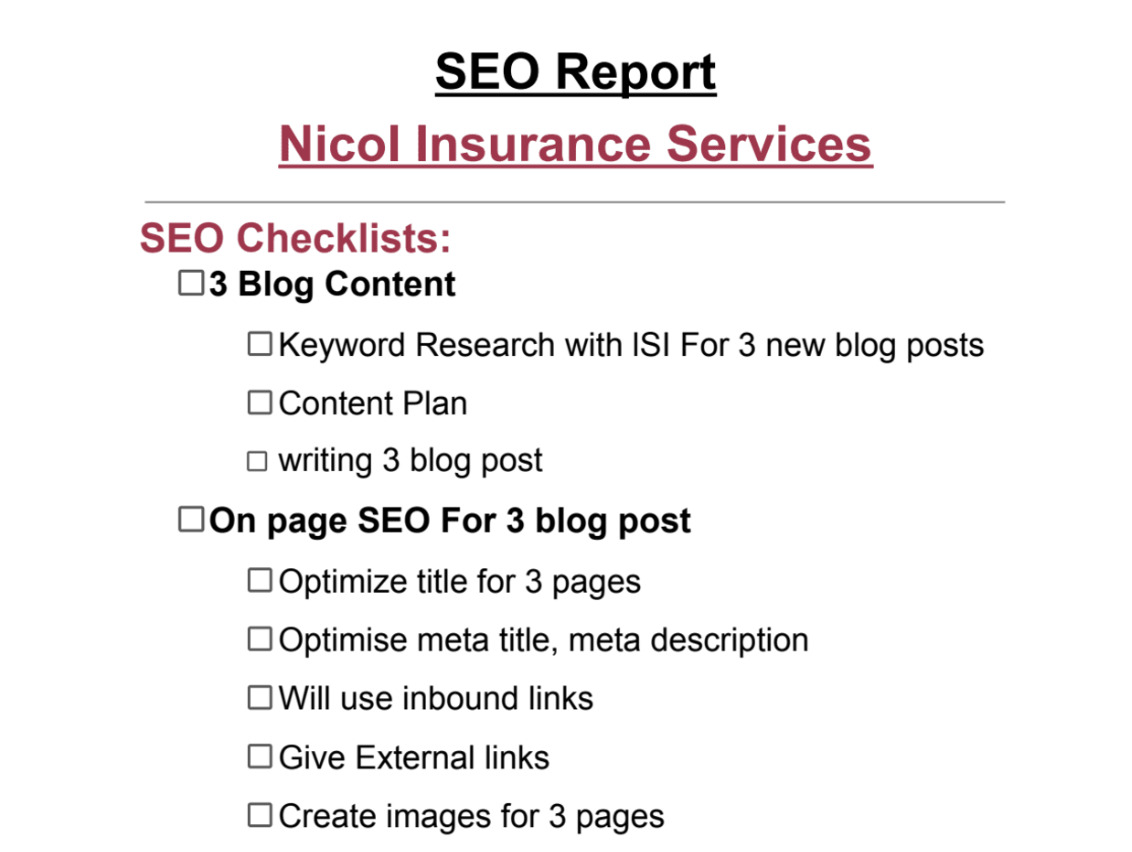 SEO Report
Nicol Insurance Services
SEO Checklists:
3 Blog Content
Keyword Research with lSI For 3 new blog posts
Content Plan
writing 3 blog post
On page SEO For 3 blog post
Optimize title for 3 pages
Optimise meta title, meta description
Will use inbound links
Give External links
Create images for 3 pages